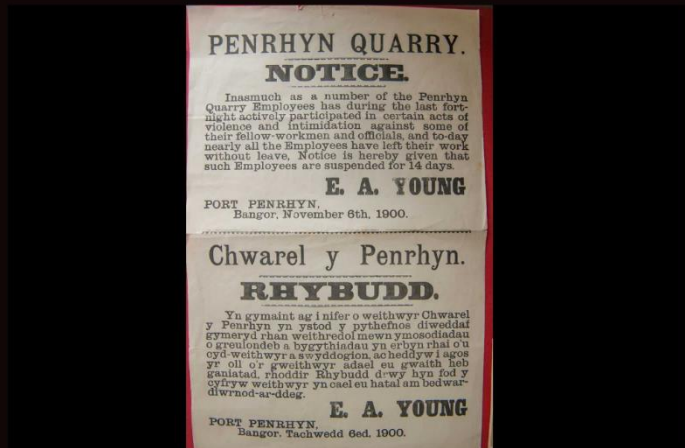 PENRHYN QUARRY.
NOTICE.
Inasmuch as a number of the Penrhyn
Quarry Employees has during the last fort-
night actively participated in certain acts of
violence and intimidation against some of
their fellow-workmen and officials, and to-day
nearly all the Employees have left their work
without leave, Notice is hereby given that
such Employees are suspended for 14 days.
E. A. YOUNG
PORT PENRHYN,
Bangor, November 6th, 1900.
Chwarel y Penrhyn.
RHYBUDD.
Yn gymaint ag i nifer o weithwyr Chwarel
y Penrhyn yn ystod y pythefnos diweddaf
gymeryd rhan weithredol mewn ymosodiadau
o greulondeb a bygythiadau yn erbyn rhai o'u
cyd-weithwyr a swyddogion, ac heddyw i agos
yr oll o'r gweithwyr adael eu gwaith heb
ganiatad, rhoddir Rhybudd drwy hyn fod y
cyfryw weithwyr yn cael eu hatal am bedwar-
diwrnod-ar-ddeg.
E. A. YOUNG
PORT PENRHYN,
Bangor, Tachwedd 6ed, 1900.